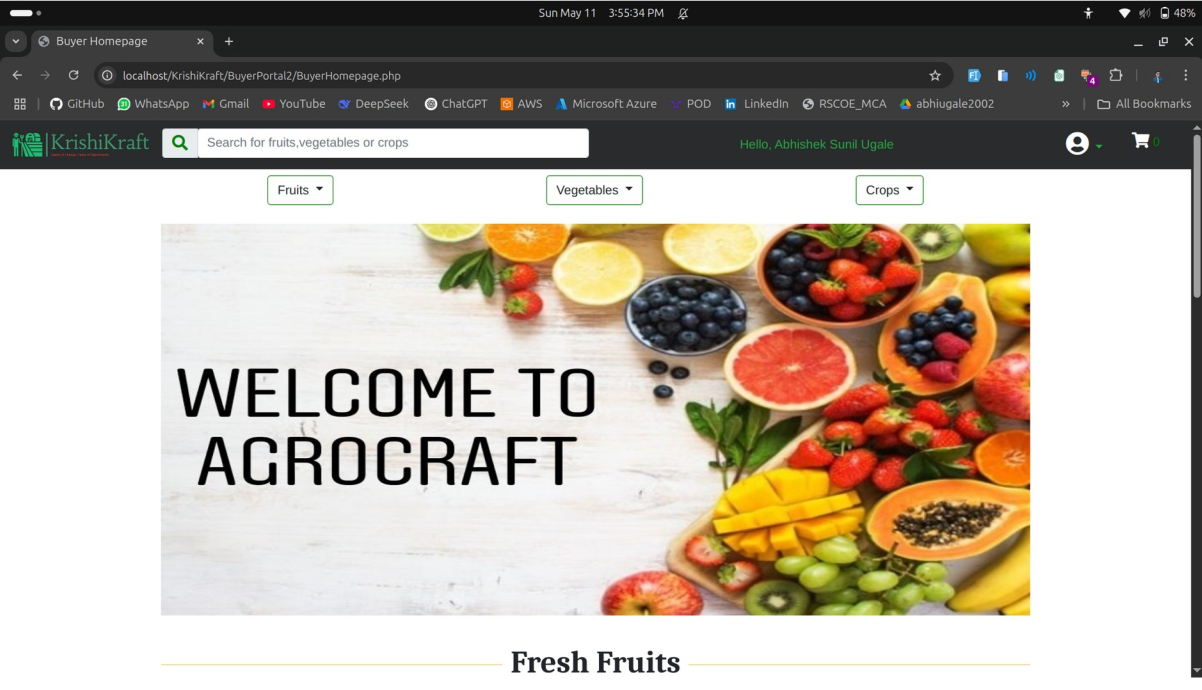 Sun May 11 3:55:34 PM
48%
Buyer Homepage
localhost/KrishiKraft/BuyerPortal2/BuyerHomepage.php
4
GitHub WhatsApp Gmail YouTube DeepSeek ChatGPT AWS Microsoft Azure POD LinkedIn RSCOE_MCA abhiugale2002 » All Bookmarks
KrishiKraft Search for fruits,vegetables or crops Hello, Abhishek Sunil Ugale 0
Fruits Vegetables Crops
WELCOME TO
AGROCRAFT
Fresh Fruits